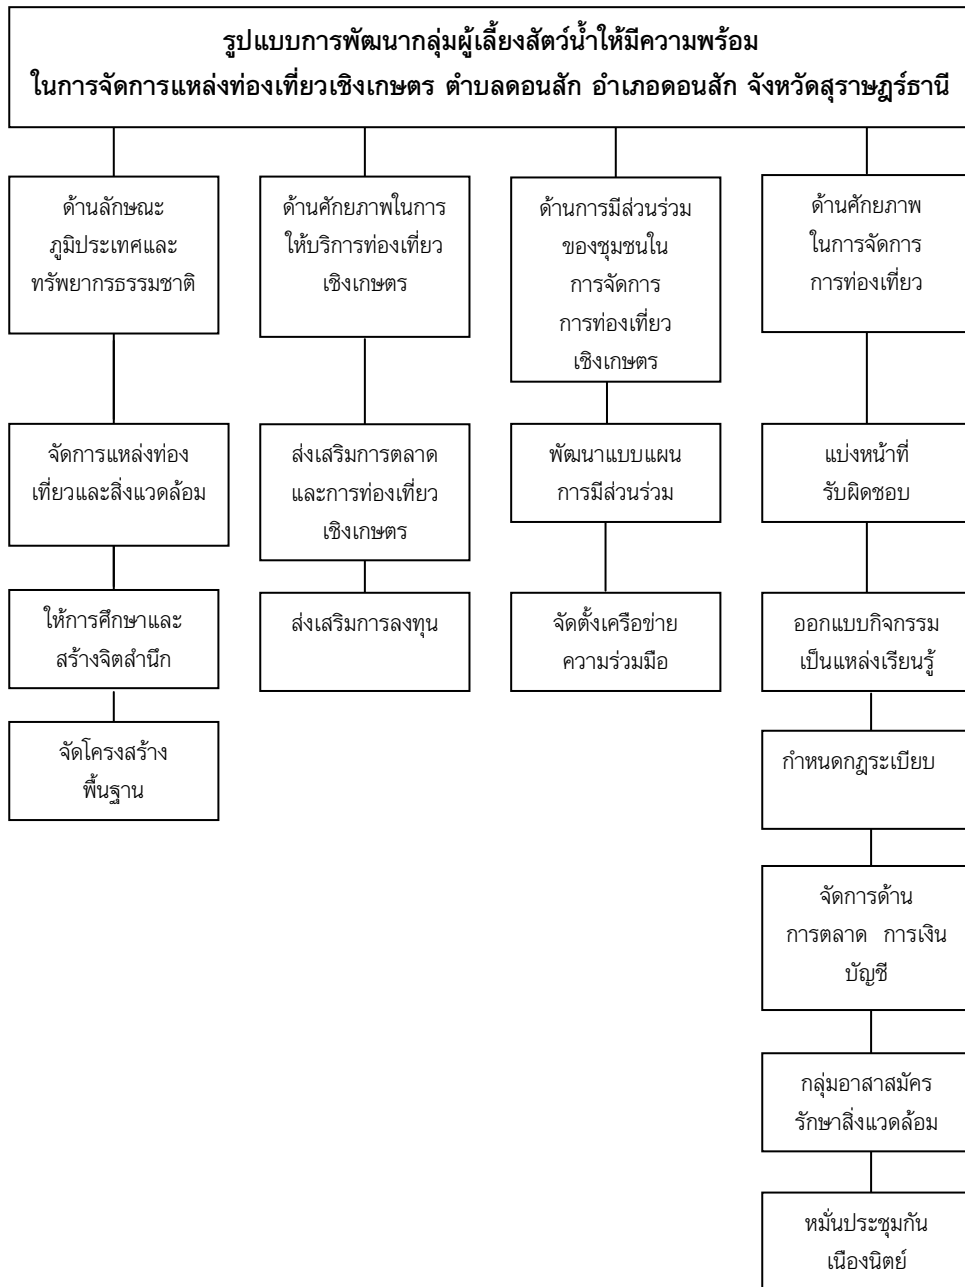 รูปแบบการพัฒนากลุ่มผู้เลี้ยงสัตว์น้ำให้มีความพร้อม
ในการจัดการแหล่งท่องเที่ยวเชิงเกษตร ตำบลดอนสัก อำเภอดอนสัก จังหวัดสุราษฎร์ธานี
ด้านลักษณะ
ภูมิประเทศและ
ทรัพยากรธรรมชาติ
จัดการแหล่งท่อง
เที่ยวและสิ่งแวดล้อม
ให้การศึกษาและ
สร้างจิตสำนึก
จัดโครงสร้าง
พื้นฐาน
ด้านศักยภาพในการ
ให้บริการท่องเที่ยว
เชิงเกษตร
ส่งเสริมการตลาด
และการท่องเที่ยว
เชิงเกษตร
ส่งเสริมการลงทุน
ด้านการมีส่วนร่วม
ของชุมชนใน
การจัดการ
การท่องเที่ยว
เชิงเกษตร
พัฒนาแบบแผน
การมีส่วนร่วม
จัดตั้งเครือข่าย
ความร่วมมือ
ด้านศักยภาพ
ในการจัดการ
การท่องเที่ยว
แบ่งหน้าที่
รับผิดชอบ
ออกแบบกิจกรรม
เป็นแหล่งเรียนรู้
กำหนดกฎระเบียบ
จัดการด้าน
การตลาด การเงิน
บัญชี
กลุ่มอาสาสมัคร
รักษาสิ่งแวดล้อม
หมั่นประชุมกัน
เนืองนิตย์